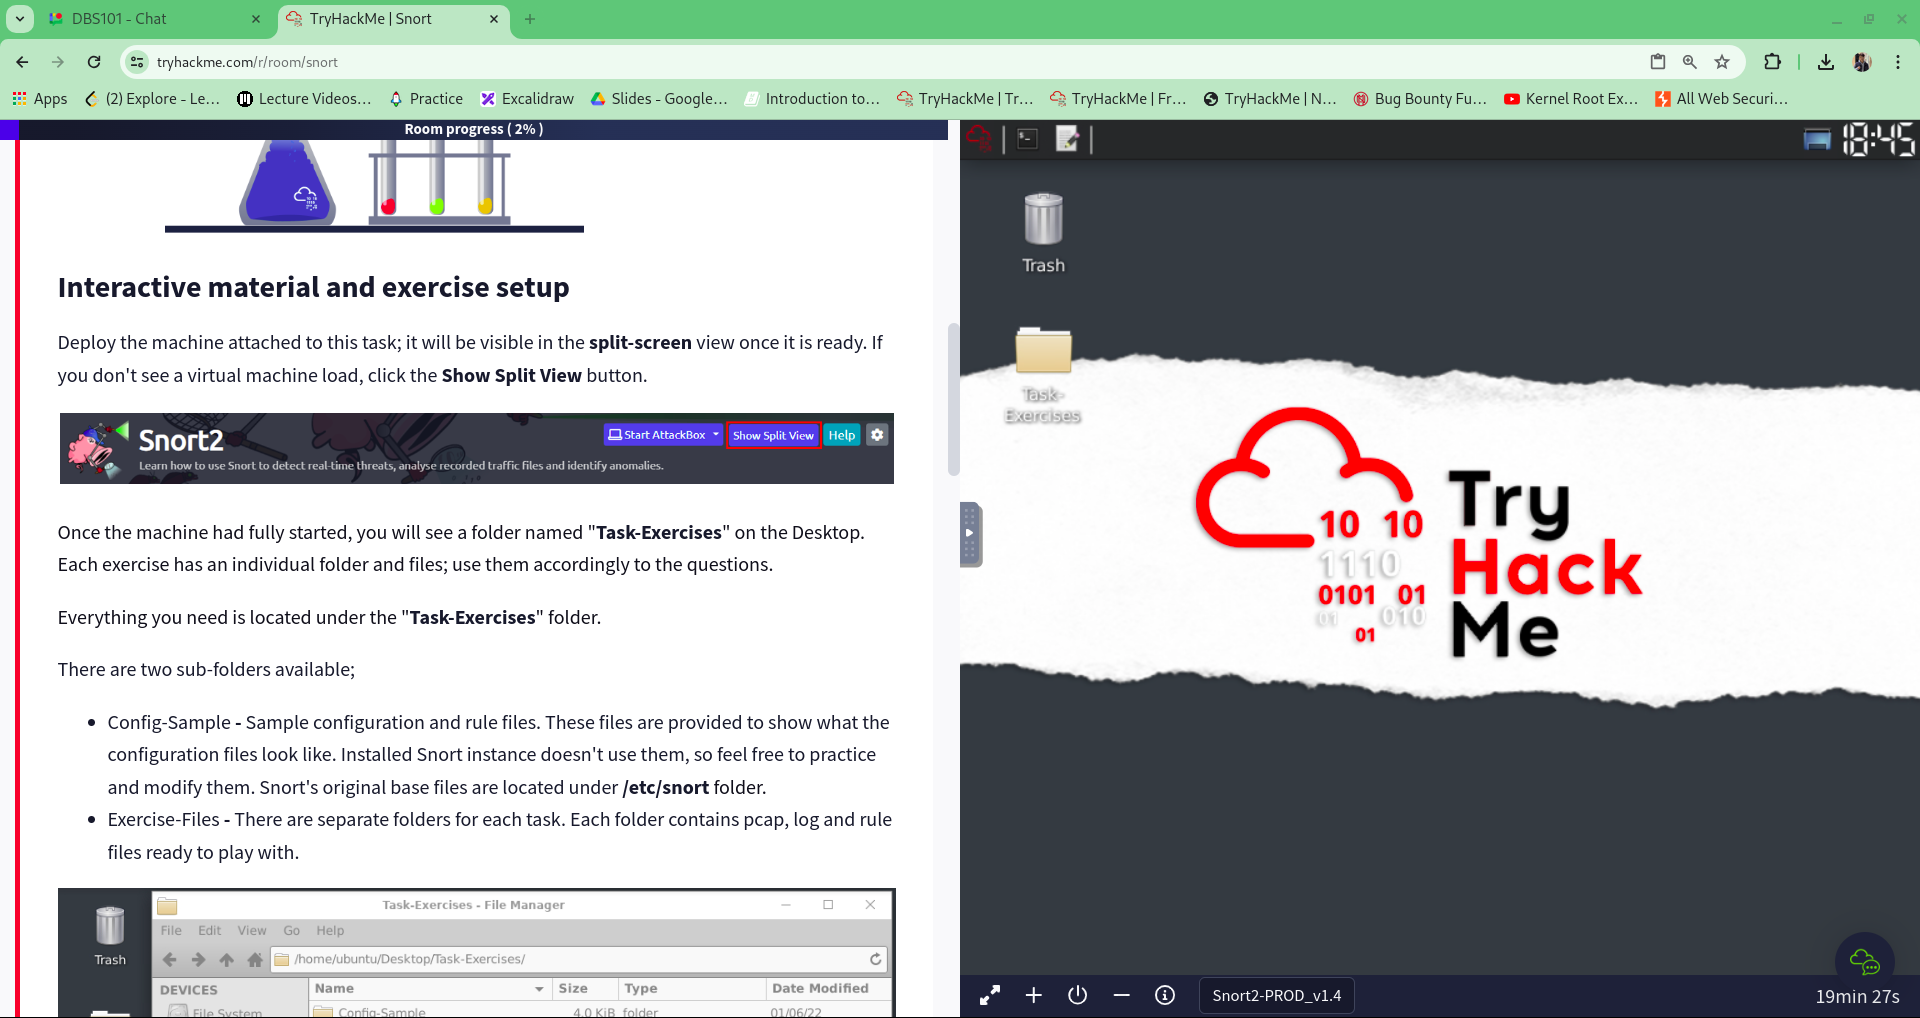 DBS101 - Chat
TryHackMe | Snort
tryhackme.com/r/room/snort
Apps
(2) Explore - Le...
Lecture Videos...
Practice
Excalidraw
Slides - Google...
Introduction to...
TryHackMe | Tr...
TryHackMe | Fr...
TryHackMe | N...
Bug Bounty Fu...
Kernel Root Ex...
All Web Securi...
Room progress ( 2% )
Interactive material and exercise setup
Deploy the machine attached to this task; it will be visible in the split-screen view once it is ready. If
you don't see a virtual machine load, click the Show Split View button.
Snort2
Learn how to use Snort to detect real-time threats, analyse recorded traffic files and identify anomalies.
Start AttackBox
Show Split View
Help
Once the machine had fully started, you will see a folder named "Task-Exercises" on the Desktop.
Each exercise has an individual folder and files; use them accordingly to the questions.
Everything you need is located under the "Task-Exercises" folder.
There are two sub-folders available;
Config-Sample - Sample configuration and rule files. These files are provided to show what the
configuration files look like. Installed Snort instance doesn't use them, so feel free to practice
and modify them. Snort's original base files are located under /etc/snort folder.
Exercise-Files - There are separate folders for each task. Each folder contains pcap, log and rule
files ready to play with.
Task-Exercises - File Manager
File Edit View Go Help
/home/ubuntu/Desktop/Task-Exercises/
Trash
DEVICES
File System
Name
Size
Type
Date Modified
Config-Sample
4.0 KiB
folder
01/06/22
18:45
Trash
Task-
Exercises
10 10
1110
0101 01
01 010
01
Try
Hack
Me
Snort2-PROD_v1.4
19min 27s